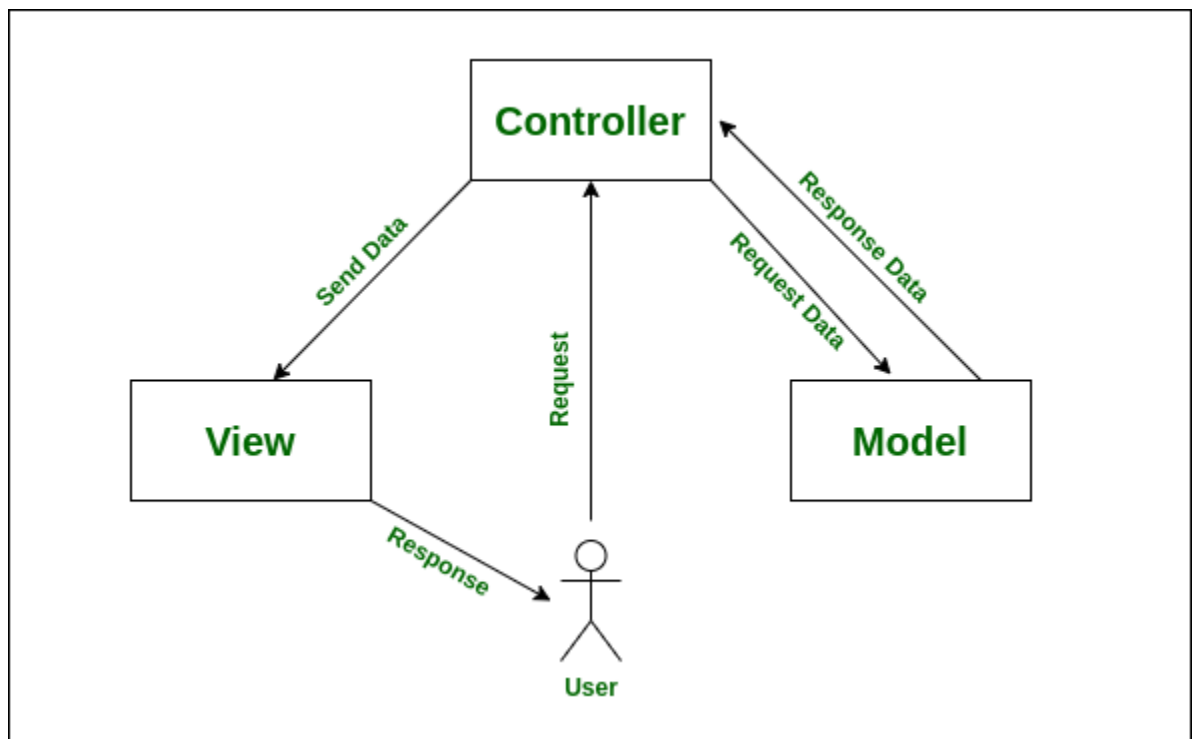 Controller
Send Data
Response Data
Request Data
Request
View
Model
Response
User